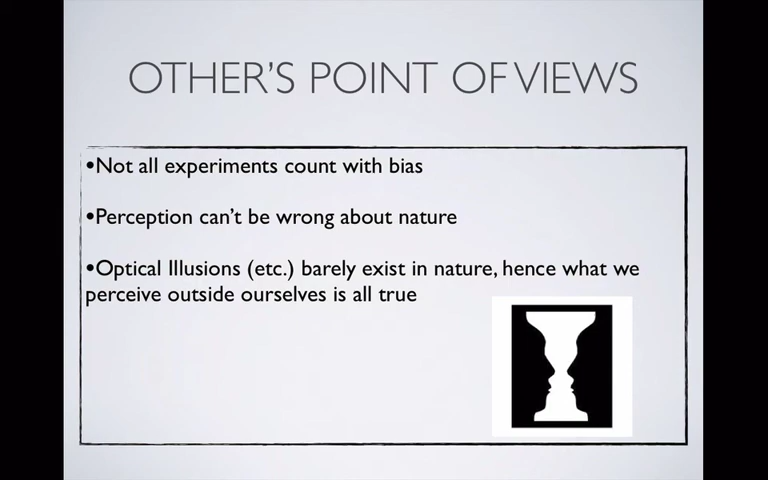 OTHER'S POINT OF VIEWS
•Not all experiments count with bias
•Perception can't be wrong about nature
•Optical Illusions (etc.) barely exist in nature, hence what we
perceive outside ourselves is all true